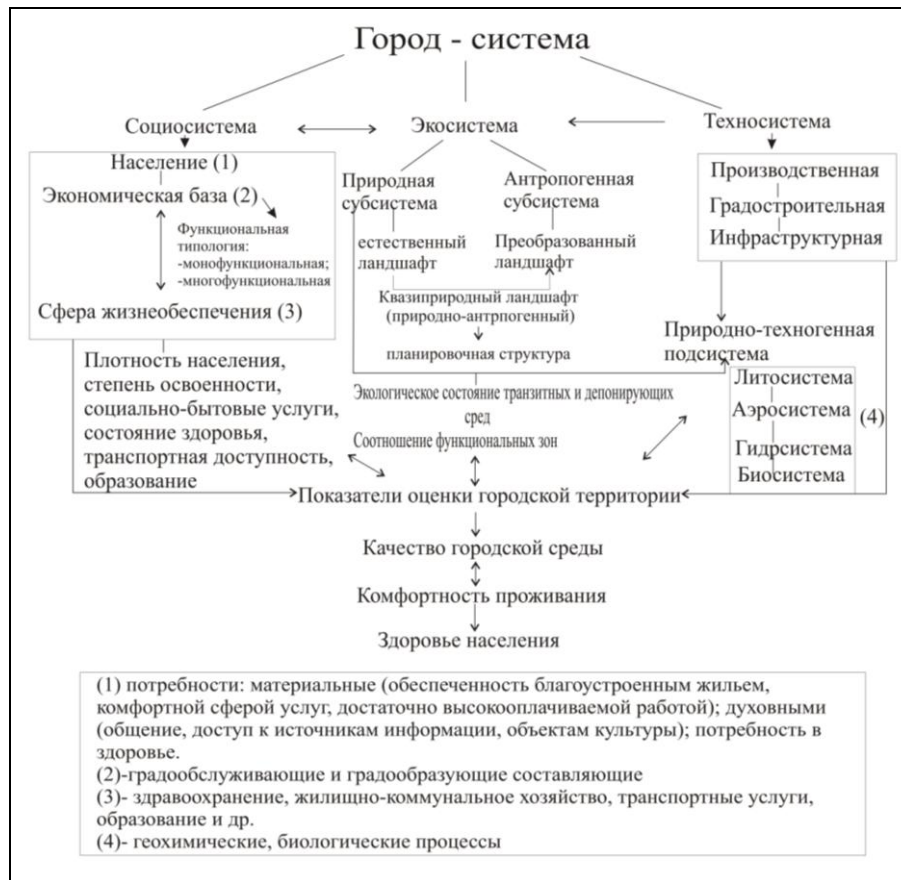 Город - система
Социосистема
Экосистема
Техносистема
Население (1)
Экономическая база (2)
Функциональная
типология:
-монофункциональная;
-многофункциональная
Сфера жизнеобеспечения (3)
Плотность населения,
степень освоенности,
социально-бытовые услуги,
состояние здоровья,
транспортная доступность,
образование
Природная
субсистема
Антропогенная
субсистема
естественный
ландшафт
Преобразованный
ландшафт
Квазиприродный ландшафт
(природно-антрпогенный)
планировочная структура
Экологическое состояние транзитных и депонирующих
сред
Соотношение функциональных зон
Производственная
Градостроительная
Инфраструктурная
Природно-техногенная
подсистема
Литосистема
Аэросистема
(4)
Гидрсистема
Биосистема
Показатели оценки городской территории
Качество городской среды
Комфортность проживания
Здоровье населения
(1) потребности: материальные (обеспеченность благоустроенным жильем,
комфортной сферой услуг, достаточно высокооплачиваемой работой); духовными
(общение, доступ к источникам информации, объектам культуры); потребность в
здоровье.
(2)-градообслуживающие и градообразующие составляющие
(3)- здравоохранение, жилищно-коммунальное хозяйство, транспортные услуги,
образование и др.
(4)- геохимические, биологические процессы